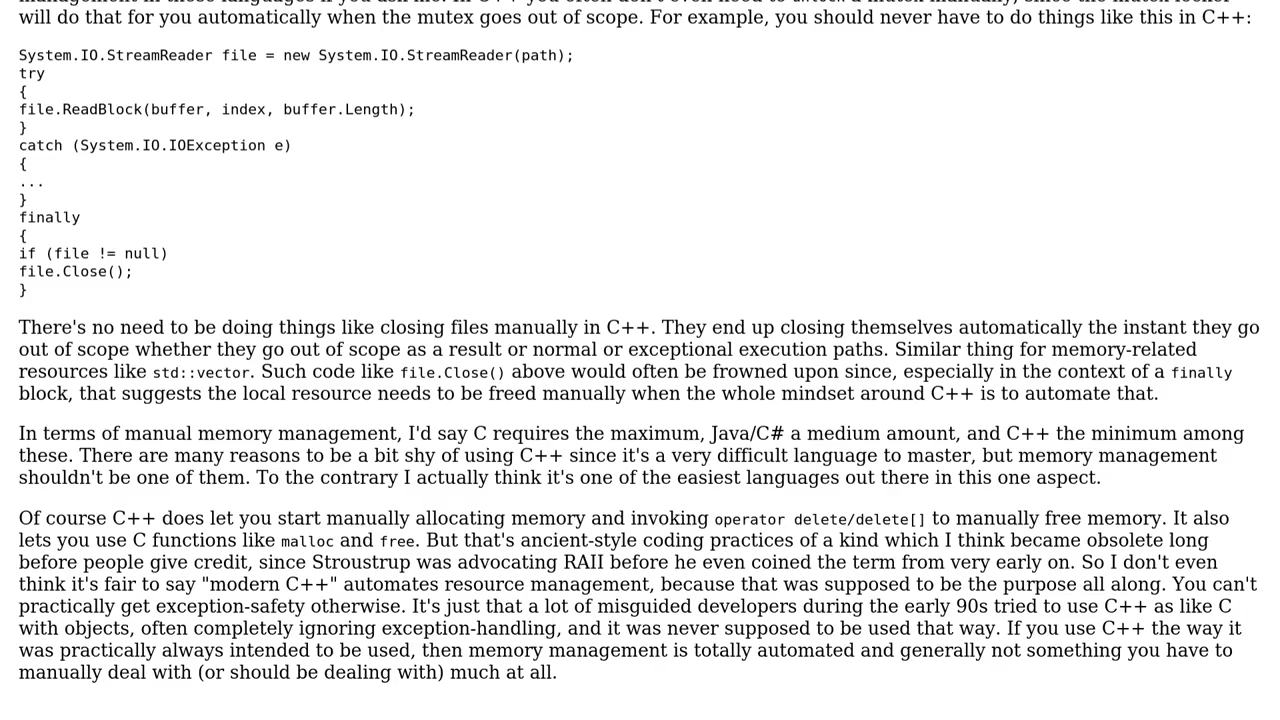 will do that for you automatically when the mutex goes out of scope. For example, you should never have to do things like this in C++:
System.IO.StreamReader file = new System.IO.StreamReader(path);
try
{
file.ReadBlock(buffer, index, buffer.Length);
}
catch (System.IO.IOException e)
{
...
}
finally
{
if (file != null)
file.Close();
}
There's no need to be doing things like closing files manually in C++. They end up closing themselves automatically the instant they go
out of scope whether they go out of scope as a result or normal or exceptional execution paths. Similar thing for memory-related
resources like std::vector. Such code like file.Close() above would often be frowned upon since, especially in the context of a finally
block, that suggests the local resource needs to be freed manually when the whole mindset around C++ is to automate that.
In terms of manual memory management, I'd say C requires the maximum, Java/C# a medium amount, and C++ the minimum among
these. There are many reasons to be a bit shy of using C++ since it's a very difficult language to master, but memory management
shouldn't be one of them. To the contrary I actually think it's one of the easiest languages out there in this one aspect.
Of course C++ does let you start manually allocating memory and invoking operator delete/delete[] to manually free memory. It also
lets you use C functions like malloc and free. But that's ancient-style coding practices of a kind which I think became obsolete long
before people give credit, since Stroustrup was advocating RAII before he even coined the term from very early on. So I don't even
think it's fair to say "modern C++" automates resource management, because that was supposed to be the purpose all along. You can't
practically get exception-safety otherwise. It's just that a lot of misguided developers during the early 90s tried to use C++ as like C
with objects, often completely ignoring exception-handling, and it was never supposed to be used that way. If you use C++ the way it
was practically always intended to be used, then memory management is totally automated and generally not something you have to
manually deal with (or should be dealing with) much at all.